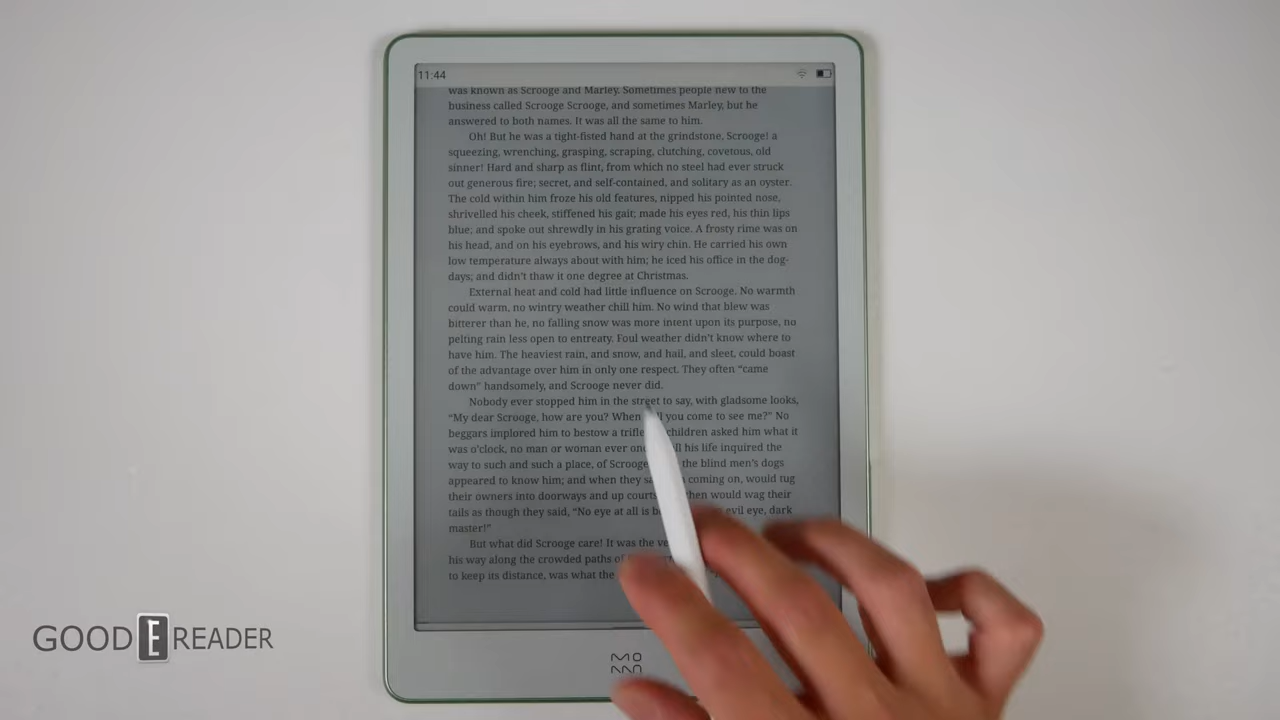 11:44
was known as Scrooge and Marley. Sometimes people new to the
business called Scrooge Scrooge, and sometimes Marley, but he
answered to both names. It was all the same to him.
Oh! But he was a tight-fisted hand at the grindstone, Scrooge! a
squeezing, wrenching, grasping, scraping, clutching, covetous, old
sinner! Hard and sharp as flint, from which no steel had ever struck
out generous fire; secret, and self-contained, and solitary as an oyster.
The cold within him froze his old features, nipped his pointed nose,
shrivelled his cheek, stiffened his gait; made his eyes red, his thin lips
blue; and spoke out shrewdly in his grating voice. A frosty rime was on
his head, and on his eyebrows, and his wiry chin. He carried his own
low temperature always about with him; he iced his office in the dog-
days; and didn't thaw it one degree at Christmas.
External heat and cold had little influence on Scrooge. No warmth
could warm, no wintry weather chill him. No wind that blew was
bitterer than he, no falling snow was more intent upon its purpose, no
pelting rain less open to entreaty. Foul weather didn't know where to
have him. The heaviest rain, and snow, and hail, and sleet, could boast
of the advantage over him in only one respect. They often “came
down” handsomely, and Scrooge never did.
Nobody ever stopped him in the street to say, with gladsome looks,
“My dear Scrooge, how are you? When you come to see me?” No
beggars implored him to bestow a trifle children asked him what it
was o'clock, no man or woman ever his life inquired the
way to such and such a place, of Scrooge the blind men's dogs
appeared to know him; and when they coming on, would tug
their owners into doorways and up then would wag their
tails as though they said, “No eye at all is evil eye, dark
master!”
But what did Scrooge care! It was the
his way along the crowded paths
to keep its distance, was what the
GOOD E READER